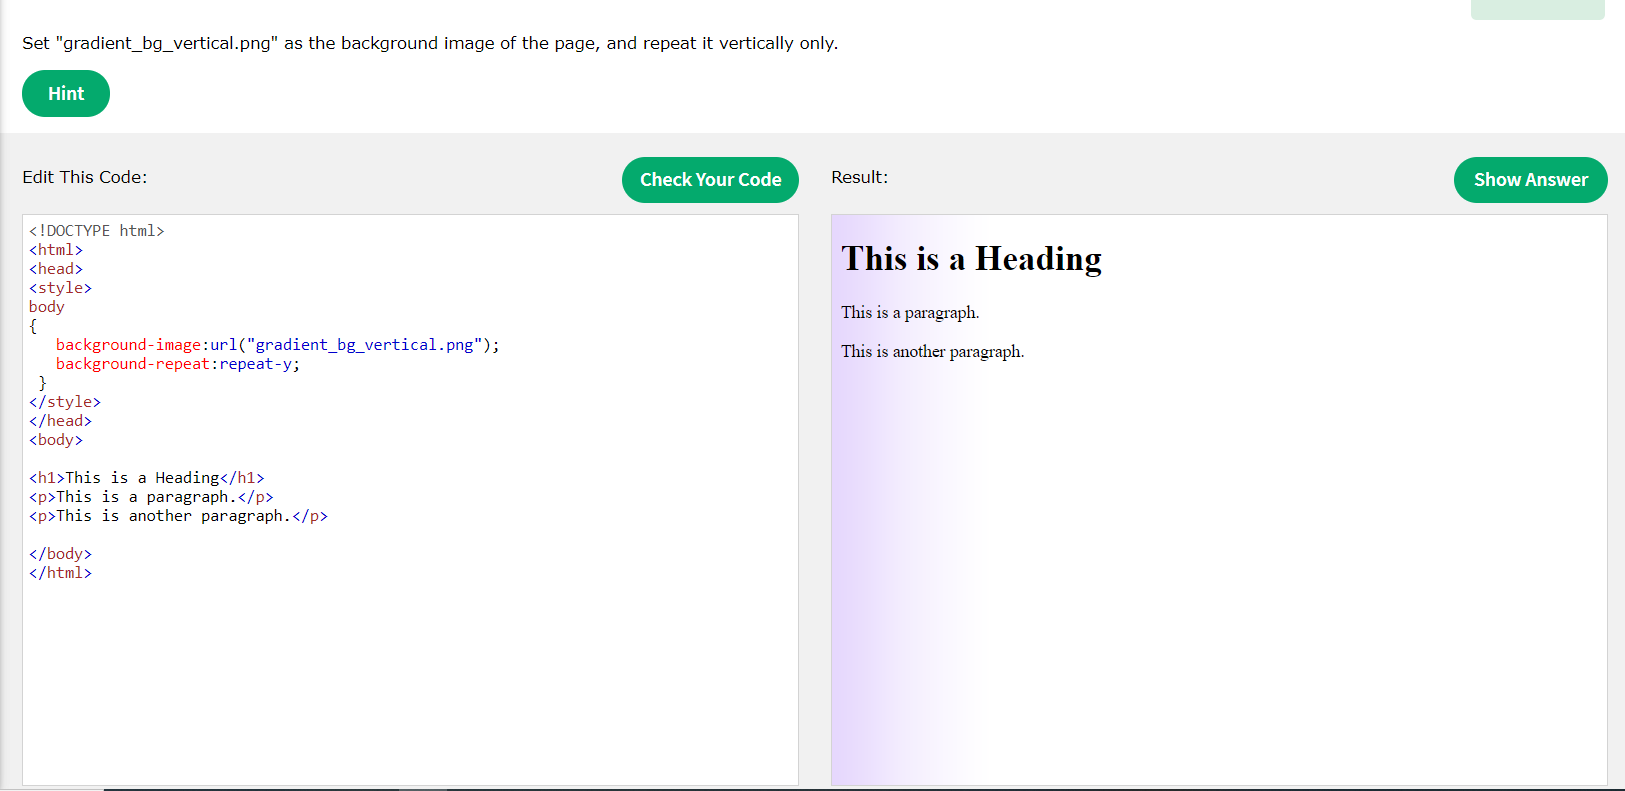 Set "gradient_bg_vertical.png" as the background image of the page, and repeat it vertically only.
Hint
Edit This Code:
Check Your Code
<!DOCTYPE html>
<html>
<head>
<style>
body
{
   background-image:url("gradient_bg_vertical.png");
   background-repeat:repeat-y;
 }
</style>
</head>
<body>
<h1>This is a Heading</h1>
<p>This is a paragraph.</p>
<p>This is another paragraph.</p>
</body>
</html>
Result:
Show Answer
This is a Heading
This is a paragraph.
This is another paragraph.